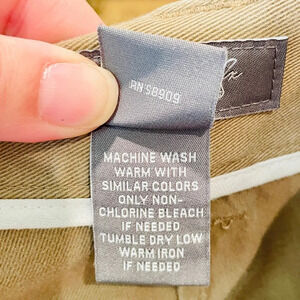 RN 58909
MACHINE WASH
WARM WITH
SIMILAR COLORS
ONLY NON-
CHLORINE BLEACH
IF NEEDED
TUMBLE DRY LOW
WARM IRON
IF NEEDED